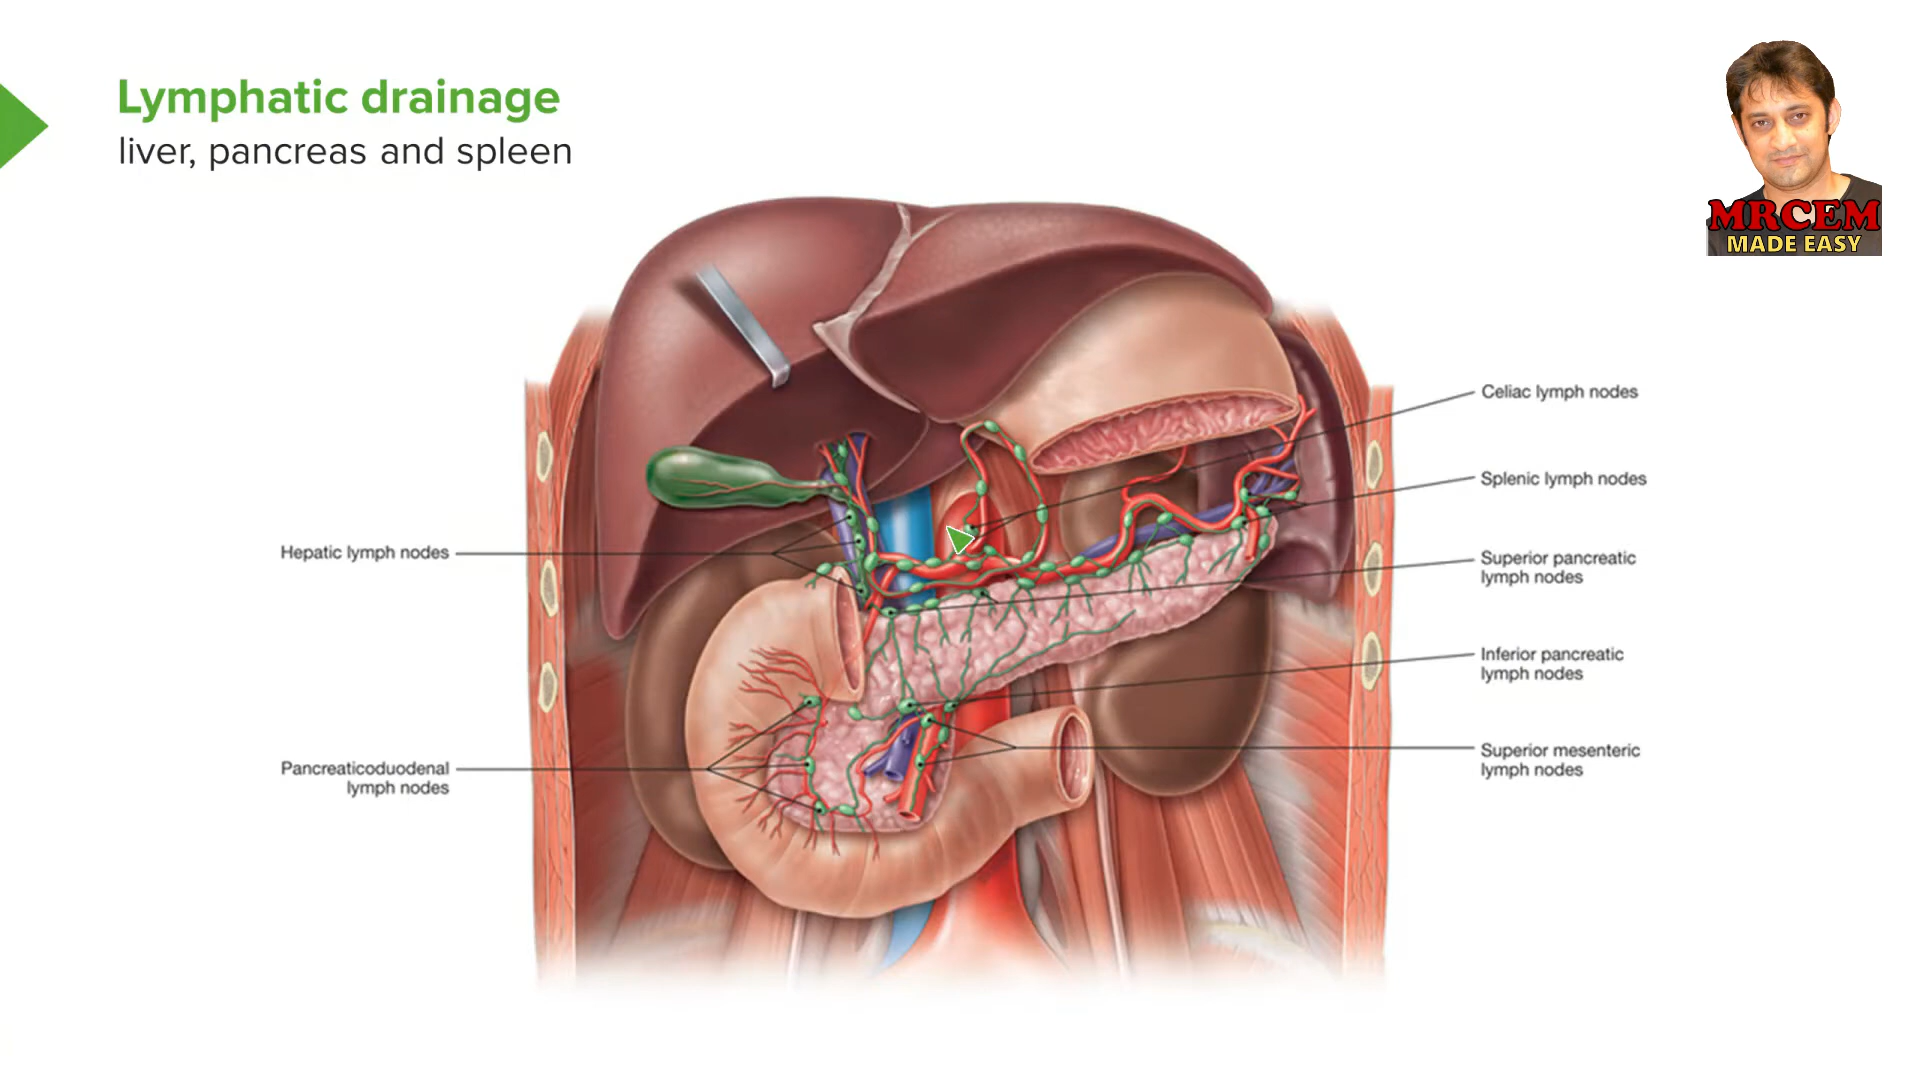 Lymphatic drainage
liver, pancreas and spleen
MRCEM
MADE EASY
Celiac lymph nodes
Splenic lymph nodes
Hepatic lymph nodes
Superior pancreatic
lymph nodes
Inferior pancreatic
lymph nodes
Superior mesenteric
lymph nodes
Pancreaticoduodenal
lymph nodes